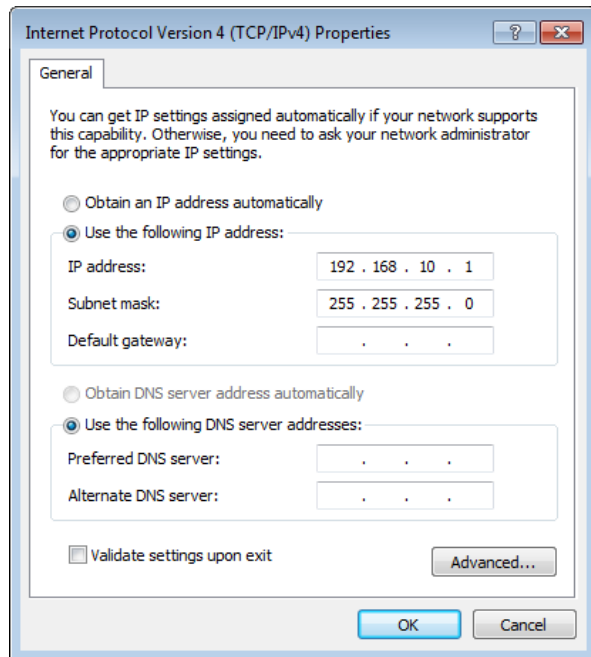 Internet Protocol Version 4 (TCP/IPv4) Properties
General
You can get IP settings assigned automatically if your network supports
this capability. Otherwise, you need to ask your network administrator
for the appropriate IP settings.
Obtain an IP address automatically
Use the following IP address:
IP address: 192 . 168 . 10 . 1
Subnet mask: 255 . 255 . 255 . 0
Default gateway: . . .
Obtain DNS server address automatically
Use the following DNS server addresses:
Preferred DNS server: . . .
Alternate DNS server: . . .
Validate settings upon exit
Advanced...
OK Cancel